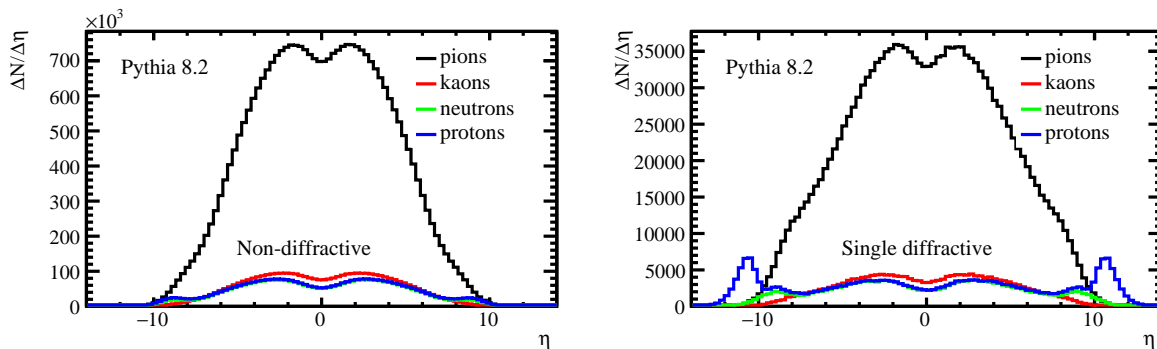 ×10³
ΔN/Δη
700
600
500
400
300
200
100
0
−10
0
10
η
Pythia 8.2
pions
kaons
neutrons
protons
Non-diffractive
ΔN/Δη
35000
30000
25000
20000
15000
10000
5000
0
−10
0
10
η
Pythia 8.2
pions
kaons
neutrons
protons
Single diffractive